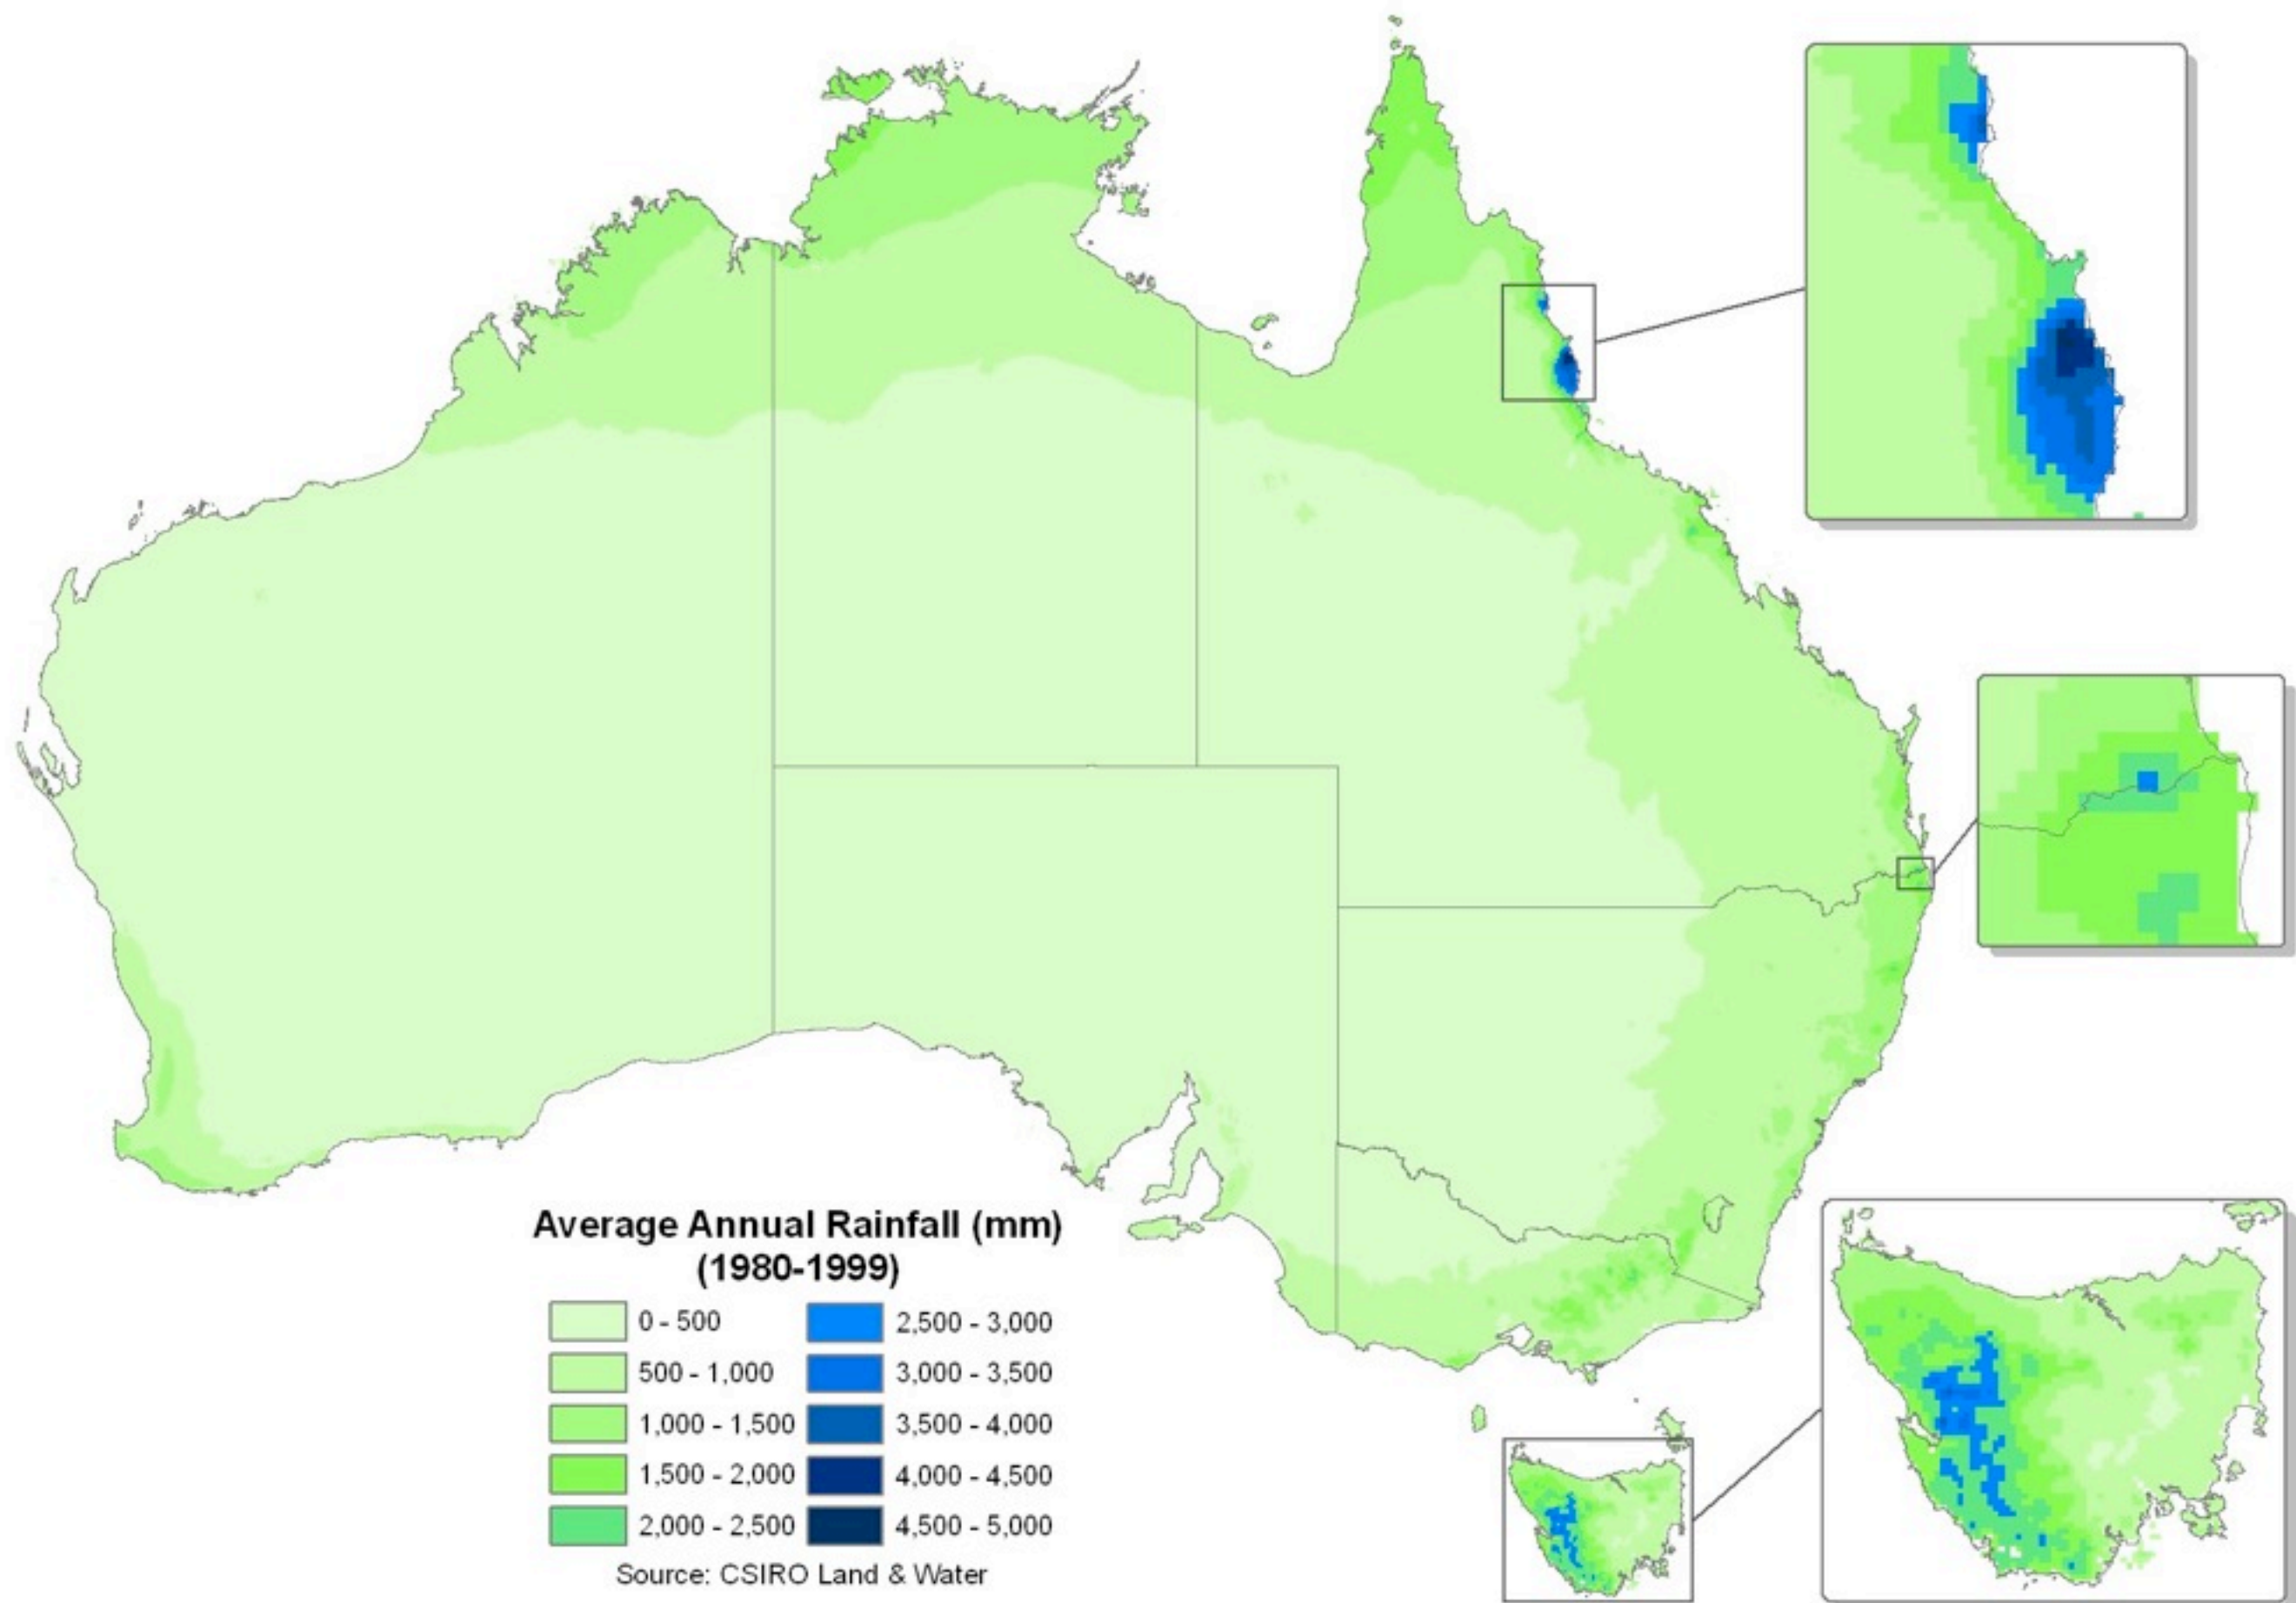 Average Annual Rainfall (mm)
(1980-1999)
0 - 500
500 - 1,000
1,000 - 1,500
1,500 - 2,000
2,000 - 2,500
2,500 - 3,000
3,000 - 3,500
3,500 - 4,000
4,000 - 4,500
4,500 - 5,000
Source: CSIRO Land & Water